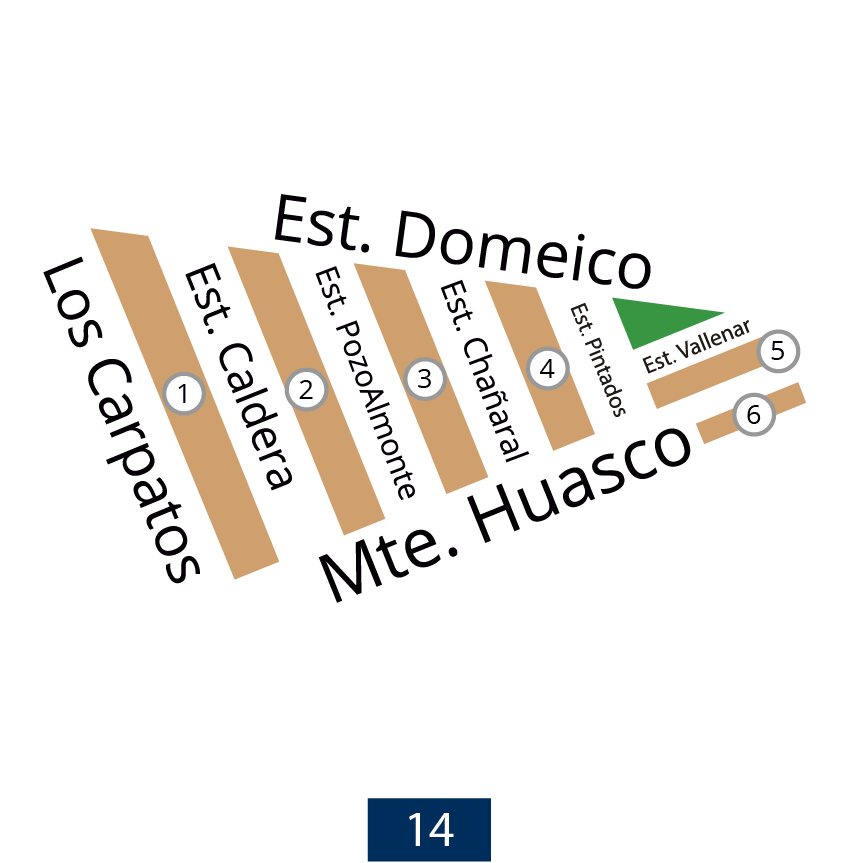 Est. Domeico
Los Carpatos
Est. Caldera
Est. PozoAlmonte
Est. Chañaral
Est. Pintados
Est. Vallenar
1
2
3
4
5
6
Mte. Huasco
14